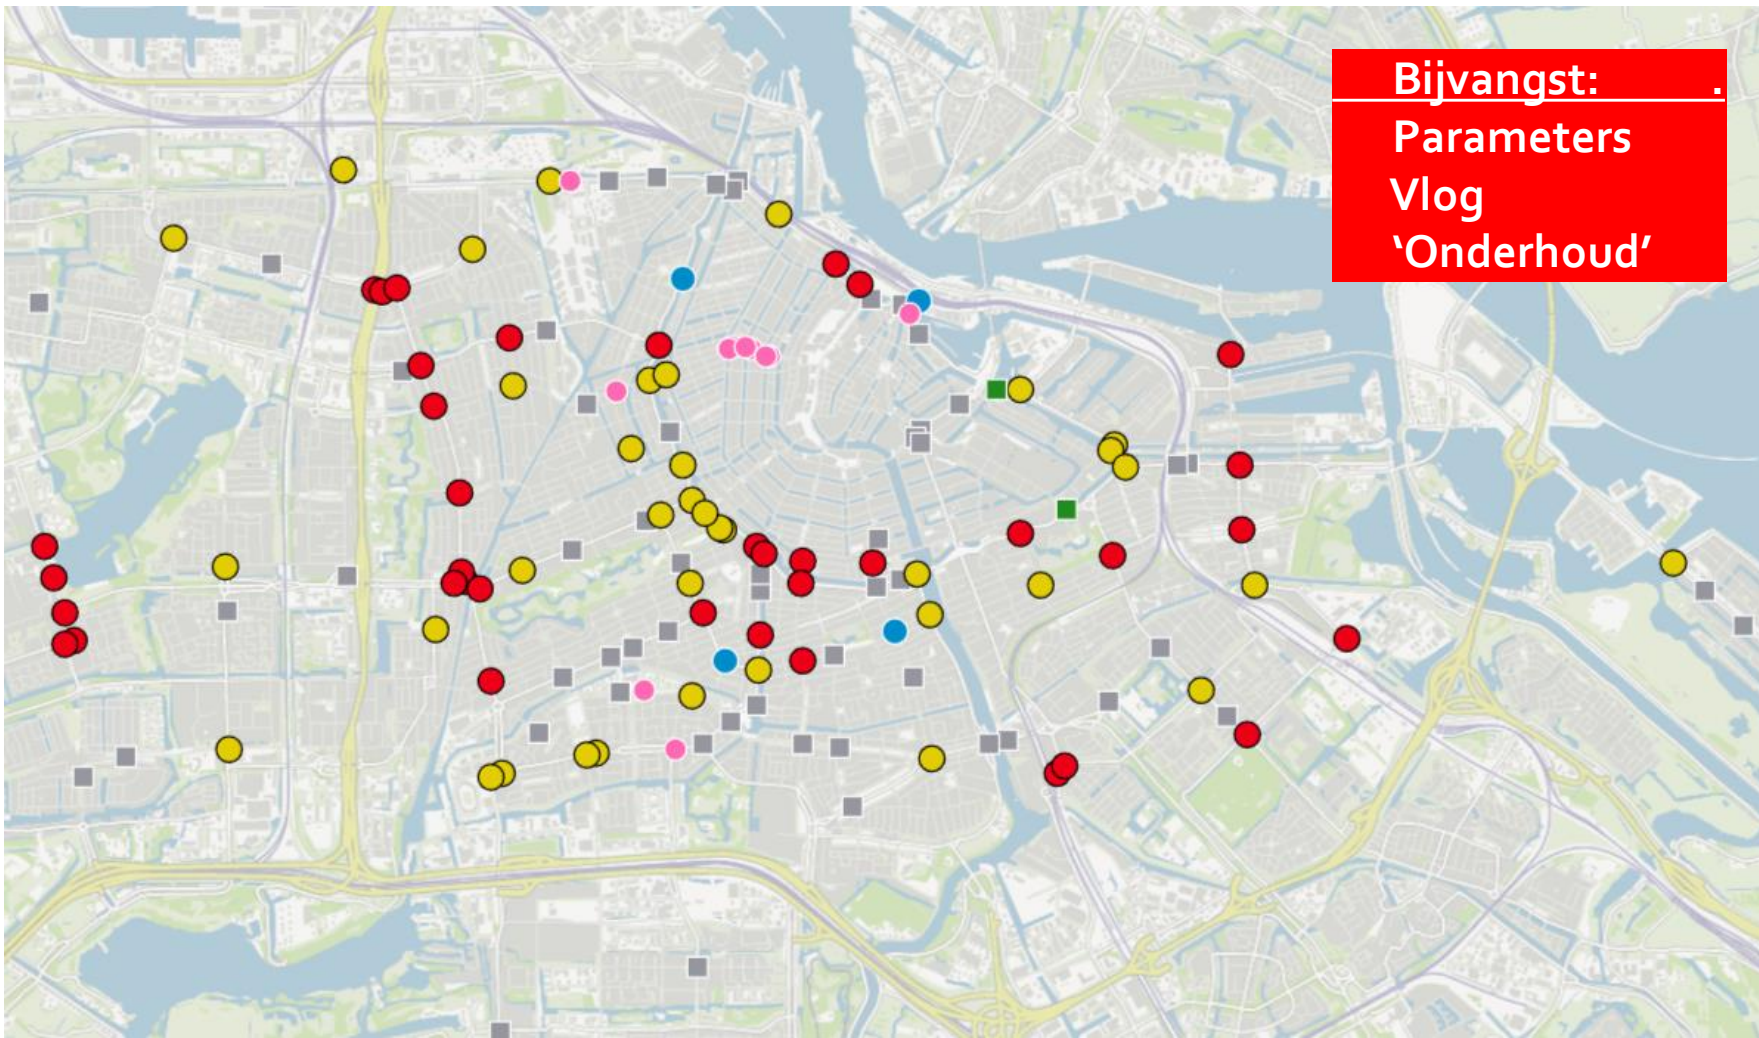 Bijvangst: .
Parameters
Vlog
‘Onderhoud’